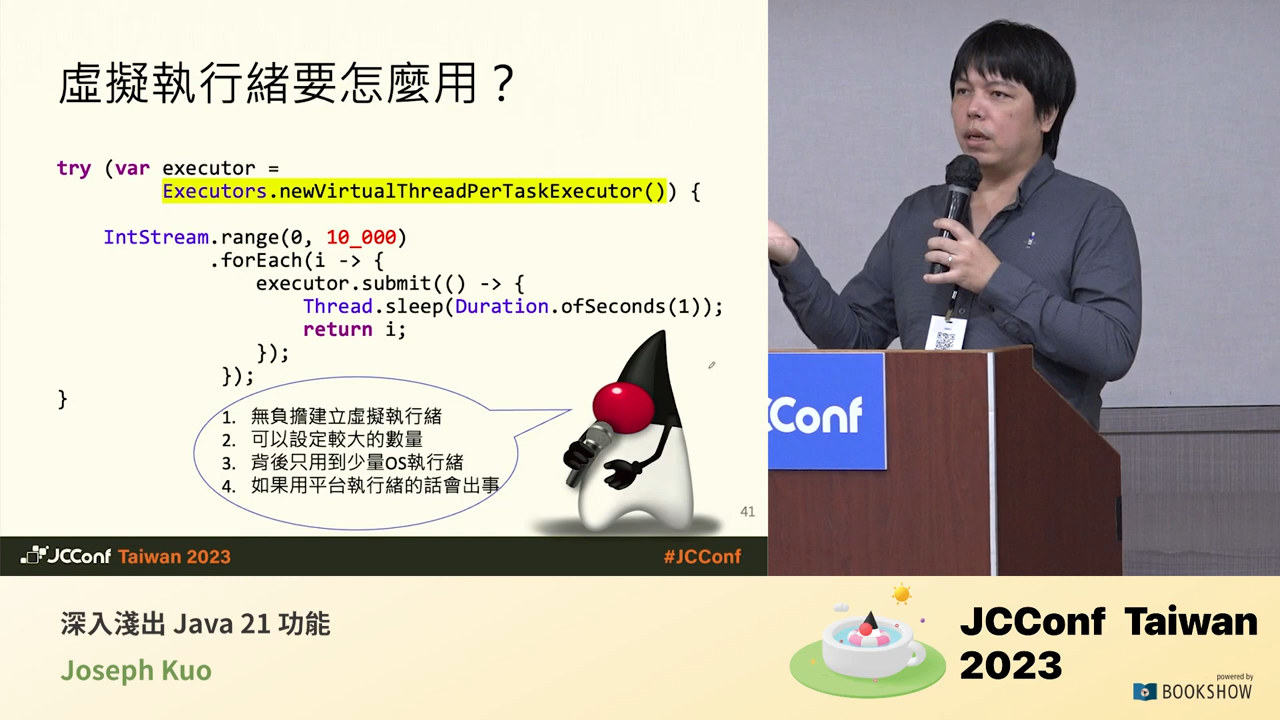 虛擬執行緒要怎麼用？
try (var executor =
Executors.newVirtualThreadPerTaskExecutor()) {
IntStream.range(0, 10_000)
.forEach(i -> {
executor.submit(() -> {
Thread.sleep(Duration.ofSeconds(1));
return i;
});
});
}
1. 無負擔建立虛擬執行緒
2. 可以設定較大的數量
3. 背後只用到少量OS執行緒
4. 如果用平台執行緒的話會出事
41
JCConf Taiwan 2023
#JCConf
CConf
深入淺出 Java 21 功能
Joseph Kuo
JCConf Taiwan
2023
powered by
BOOKSHOW